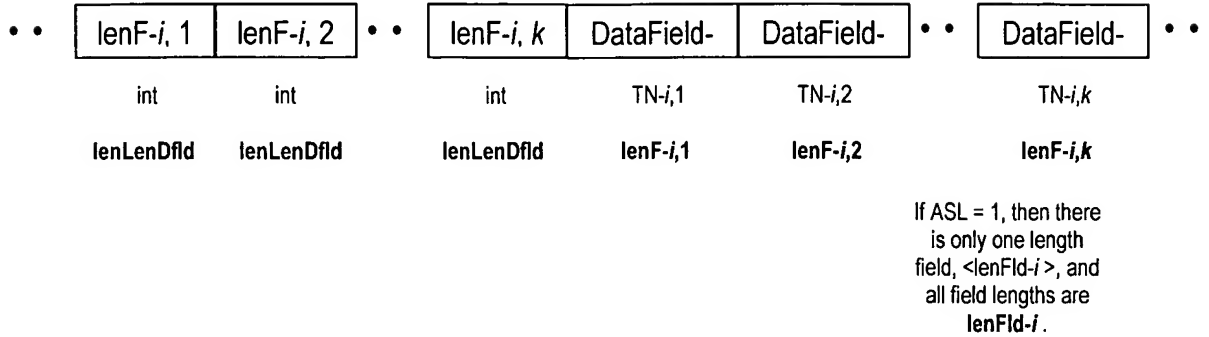 • • lenF-i, 1 lenF-i, 2 • • lenF-i, k DataField- DataField- • • DataField- • •
int int int TN-i,1 TN-i,2 TN-i,k
lenLenDfld lenLenDfld lenLenDfld lenF-i,1 lenF-i,2 lenF-i,k
If ASL = 1, then there
is only one length
field, <lenFld-i >, and
all field lengths are
lenFld-i .